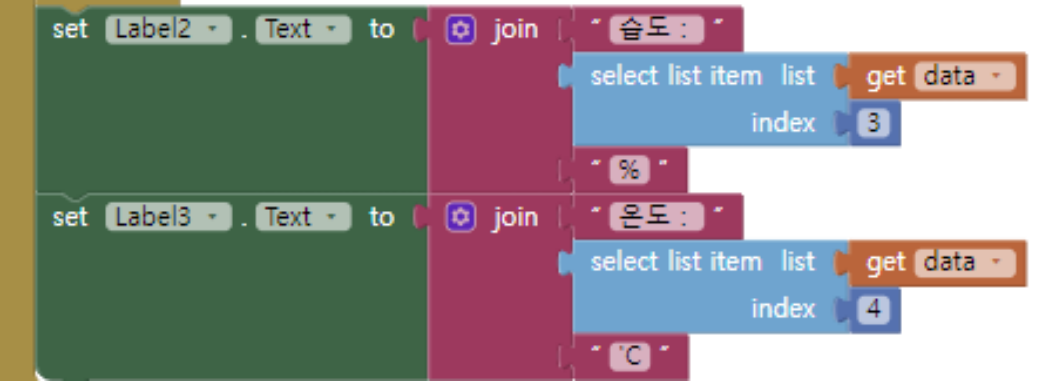 set Label2 . Text to join " 습도 : "
select list item list get data
index 3
" % "
set Label3 . Text to join " 온도 : "
select list item list get data
index 4
" ℃ "